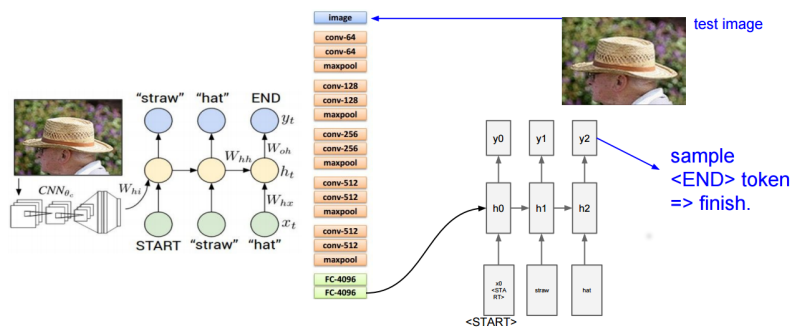 "straw"
"hat"
END
y_t
W_hh
W_oh
h_t
CNN_θc
W_hi
W_hx
x_t
START
"straw"
"hat"
image
conv-64
conv-64
maxpool
conv-128
conv-128
maxpool
conv-256
conv-256
maxpool
conv-512
conv-512
maxpool
conv-512
conv-512
maxpool
FC-4096
FC-4096
test image
y0
y1
y2
sample
<END> token
=> finish.
h0
h1
h2
x0
<STA
RT>
straw
hat
<START>